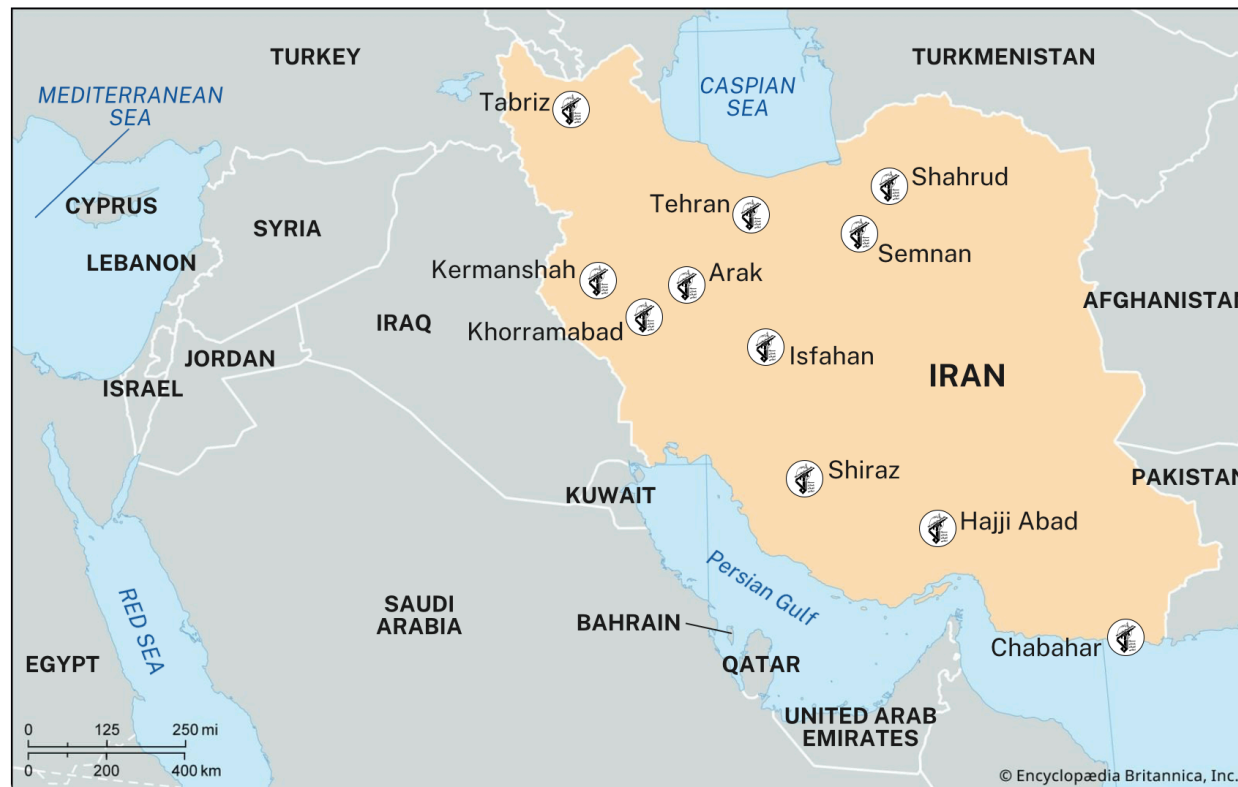 TURKEY
TURKMENISTAN
MEDITERRANEAN
SEA
CASPIAN
SEA
Tabriz
Shahrud
CYPRUS
Tehran
SYRIA
Semnan
LEBANON
Kermanshah
Arak
AFGHANISTAN
IRAQ
Khorramabad
JORDAN
Isfahan
ISRAEL
IRAN
Shiraz
PAKISTAN
KUWAIT
Hajji Abad
Persian Gulf
RED SEA
SAUDI
ARABIA
BAHRAIN
Chabahar
EGYPT
QATAR
UNITED ARAB
EMIRATES
0 125 250 mi
0 200 400 km
© Encyclopædia Britannica, Inc.